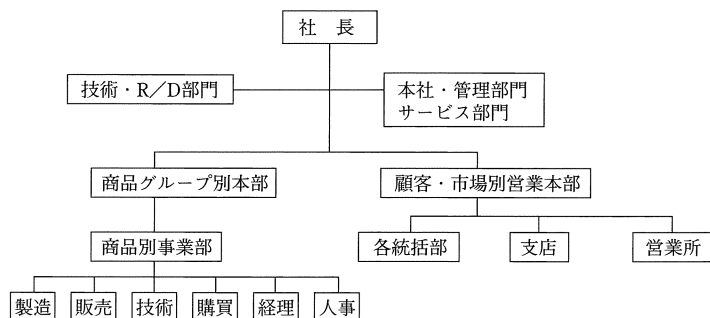 社 長
技術・R/D部門
本社・管理部門
サービス部門
商品グループ別本部
顧客・市場別営業本部
商品別事業部
各統括部
支店
営業所
製造
販売
技術
購買
経理
人事